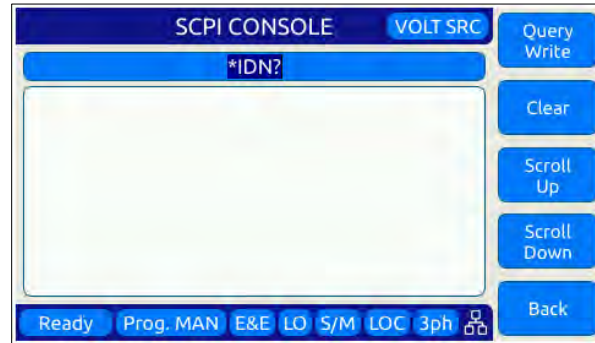 SCPI CONSOLE
VOLT SRC
*IDN?
Query
Write
Clear
Scroll
Up
Scroll
Down
Back
Ready Prog. MAN E&E LO S/M LOC 3ph